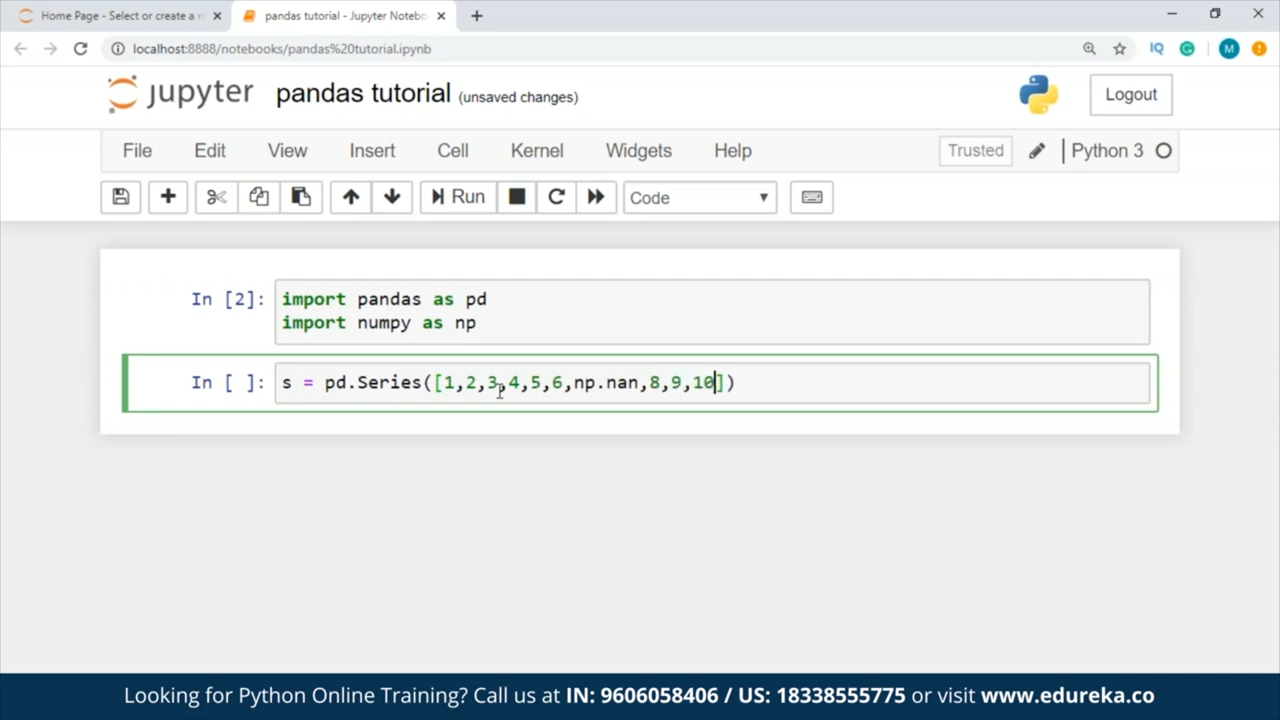 Home Page - Select or create a n
pandas tutorial - Jupyter Notebo
localhost:8888/notebooks/pandas%20tutorial.ipynb
IQ
G
M
jupyter pandas tutorial (unsaved changes)
Logout
File Edit View Insert Cell Kernel Widgets Help
Trusted
Python 3
Run
Code
In [2]: import pandas as pd
import numpy as np
In [ ]: s = pd.Series([1,2,3,4,5,6,np.nan,8,9,10])
Looking for Python Online Training? Call us at IN: 9606058406 / US: 18338555775 or visit www.edureka.co